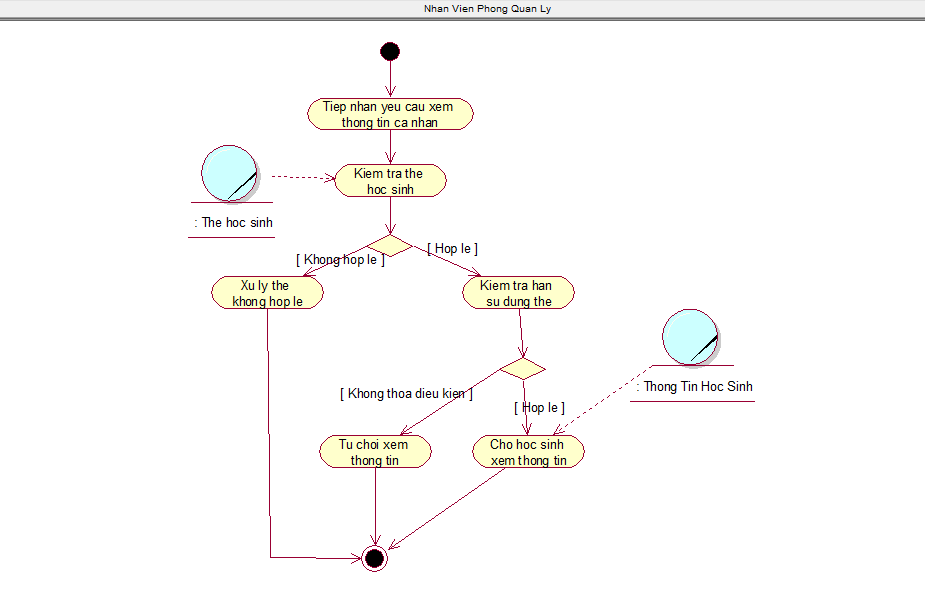 Nhan Vien Phong Quan Ly
Tiep nhan yeu cau xem
thong tin ca nhan
Kiem tra the
hoc sinh
: The hoc sinh
[ Khong hop le ]
[ Hop le ]
Xu ly the
khong hop le
Kiem tra han
su dung the
: Thong Tin Hoc Sinh
[ Khong thoa dieu kien ]
[ Hop le ]
Tu choi xem
thong tin
Cho hoc sinh
xem thong tin